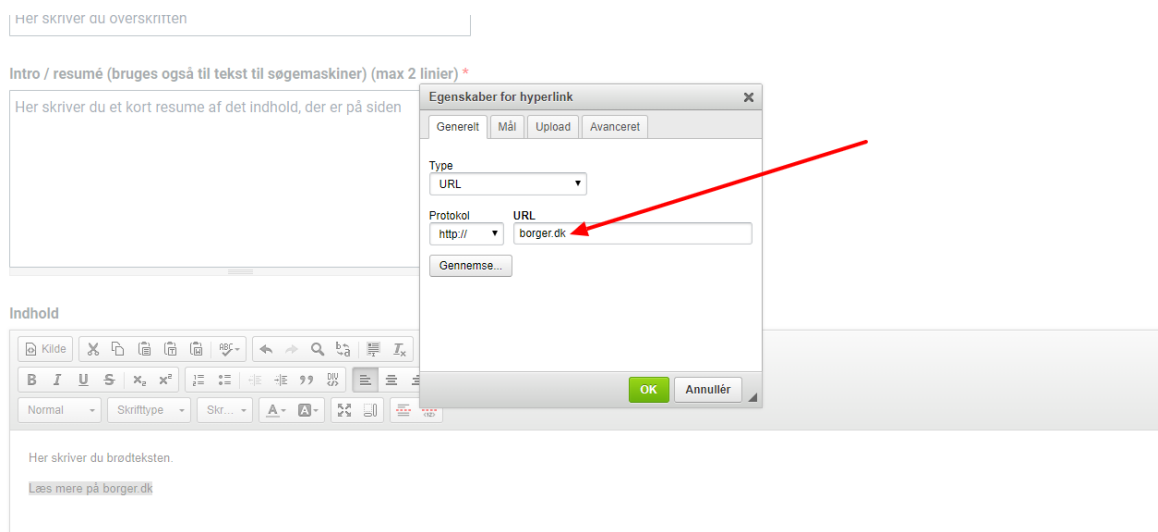 Her skriver du overskriften
Intro / resumé (bruges også til tekst til søgemaskiner) (max 2 linier) *
Her skriver du et kort resume af det indhold, der er på siden
Egenskaber for hyperlink
Generelt Mål Upload Avanceret
Type
URL
Protokol URL
http:// borger.dk
Gennemse...
OK Annullér
Indhold
Kilde
Normal Skrifttype Skr...
Her skriver du brødteksten.
Læs mere på borger.dk